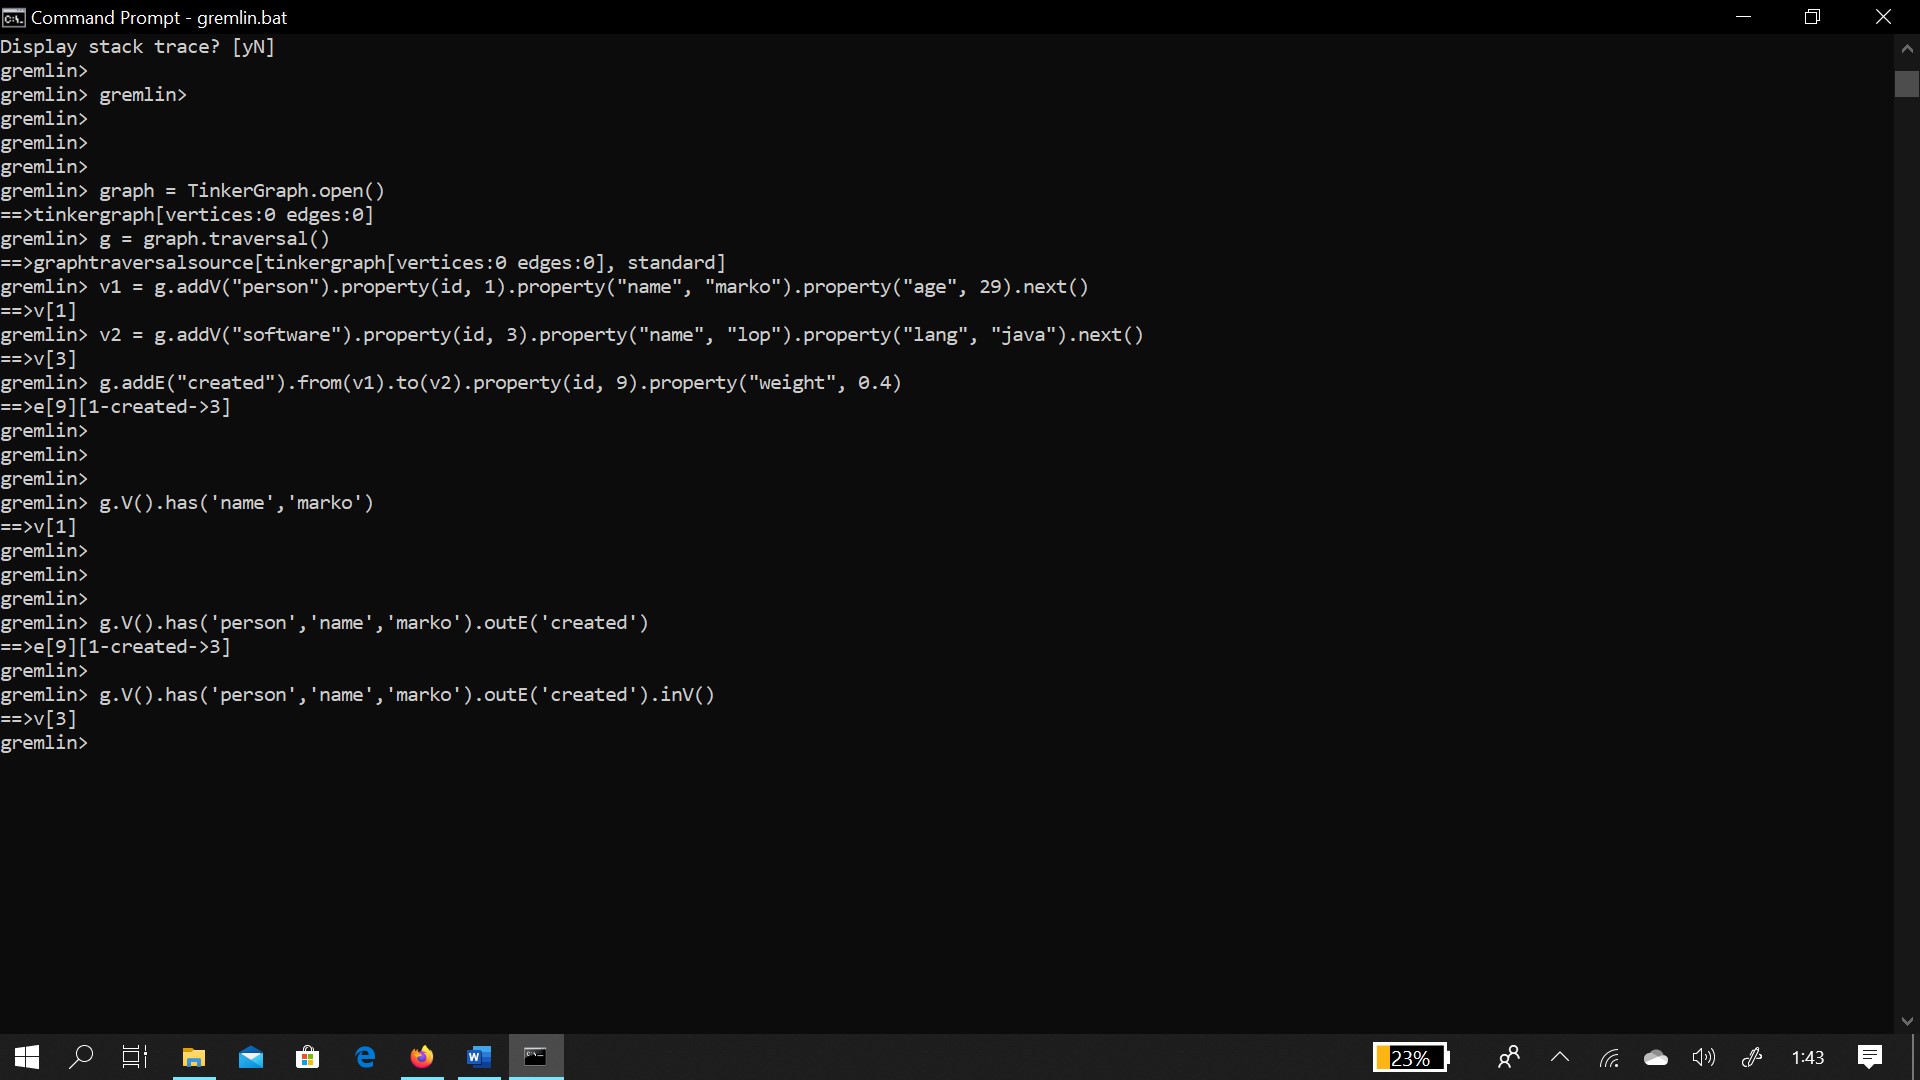 Command Prompt - gremlin.bat
Display stack trace? [yN]
gremlin>
gremlin> gremlin>
gremlin>
gremlin>
gremlin>
gremlin> graph = TinkerGraph.open()
==>tinkergraph[vertices:0 edges:0]
gremlin> g = graph.traversal()
==>graphtraversalsource[tinkergraph[vertices:0 edges:0], standard]
gremlin> v1 = g.addV("person").property(id, 1).property("name", "marko").property("age", 29).next()
==>v[1]
gremlin> v2 = g.addV("software").property(id, 3).property("name", "lop").property("lang", "java").next()
==>v[3]
gremlin> g.addE("created").from(v1).to(v2).property(id, 9).property("weight", 0.4)
==>e[9][1-created->3]
gremlin>
gremlin>
gremlin>
gremlin> g.V().has('name','marko')
==>v[1]
gremlin>
gremlin>
gremlin>
gremlin> g.V().has('person','name','marko').outE('created')
==>e[9][1-created->3]
gremlin>
gremlin> g.V().has('person','name','marko').outE('created').inV()
==>v[3]
gremlin>
23%
1:43